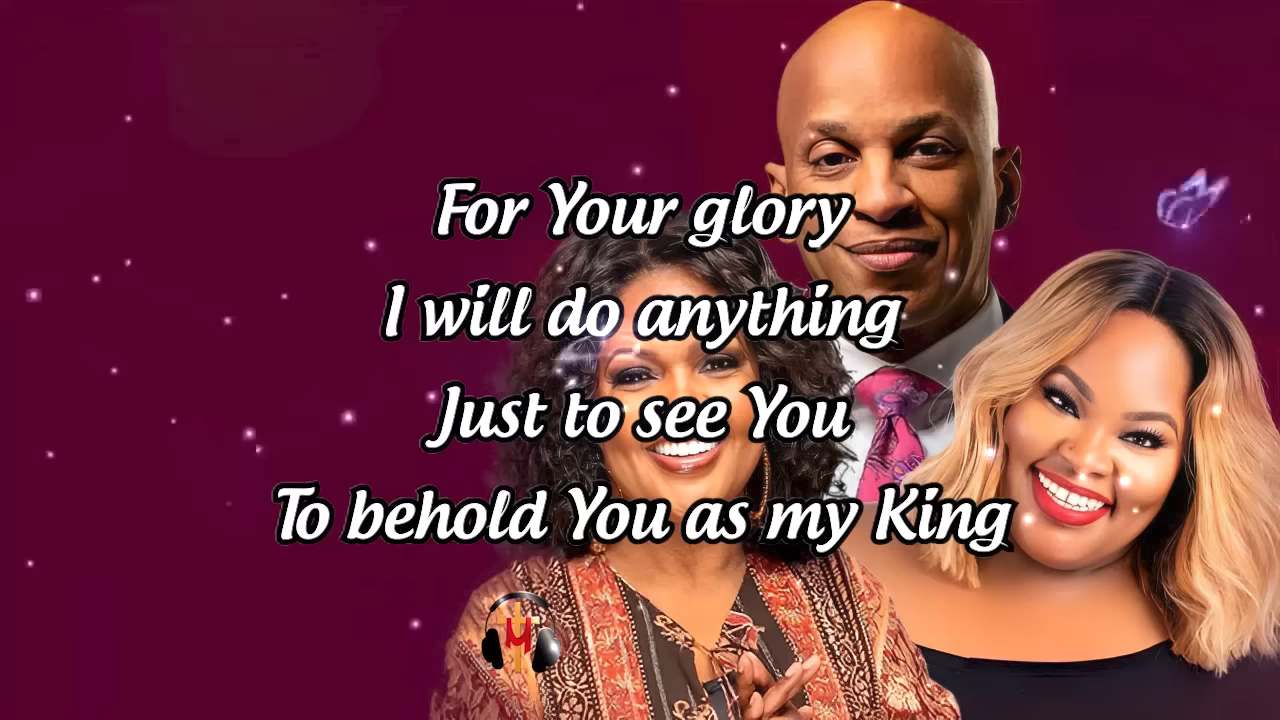 For Your glory
I will do anything
Just to see You
To behold You as my King